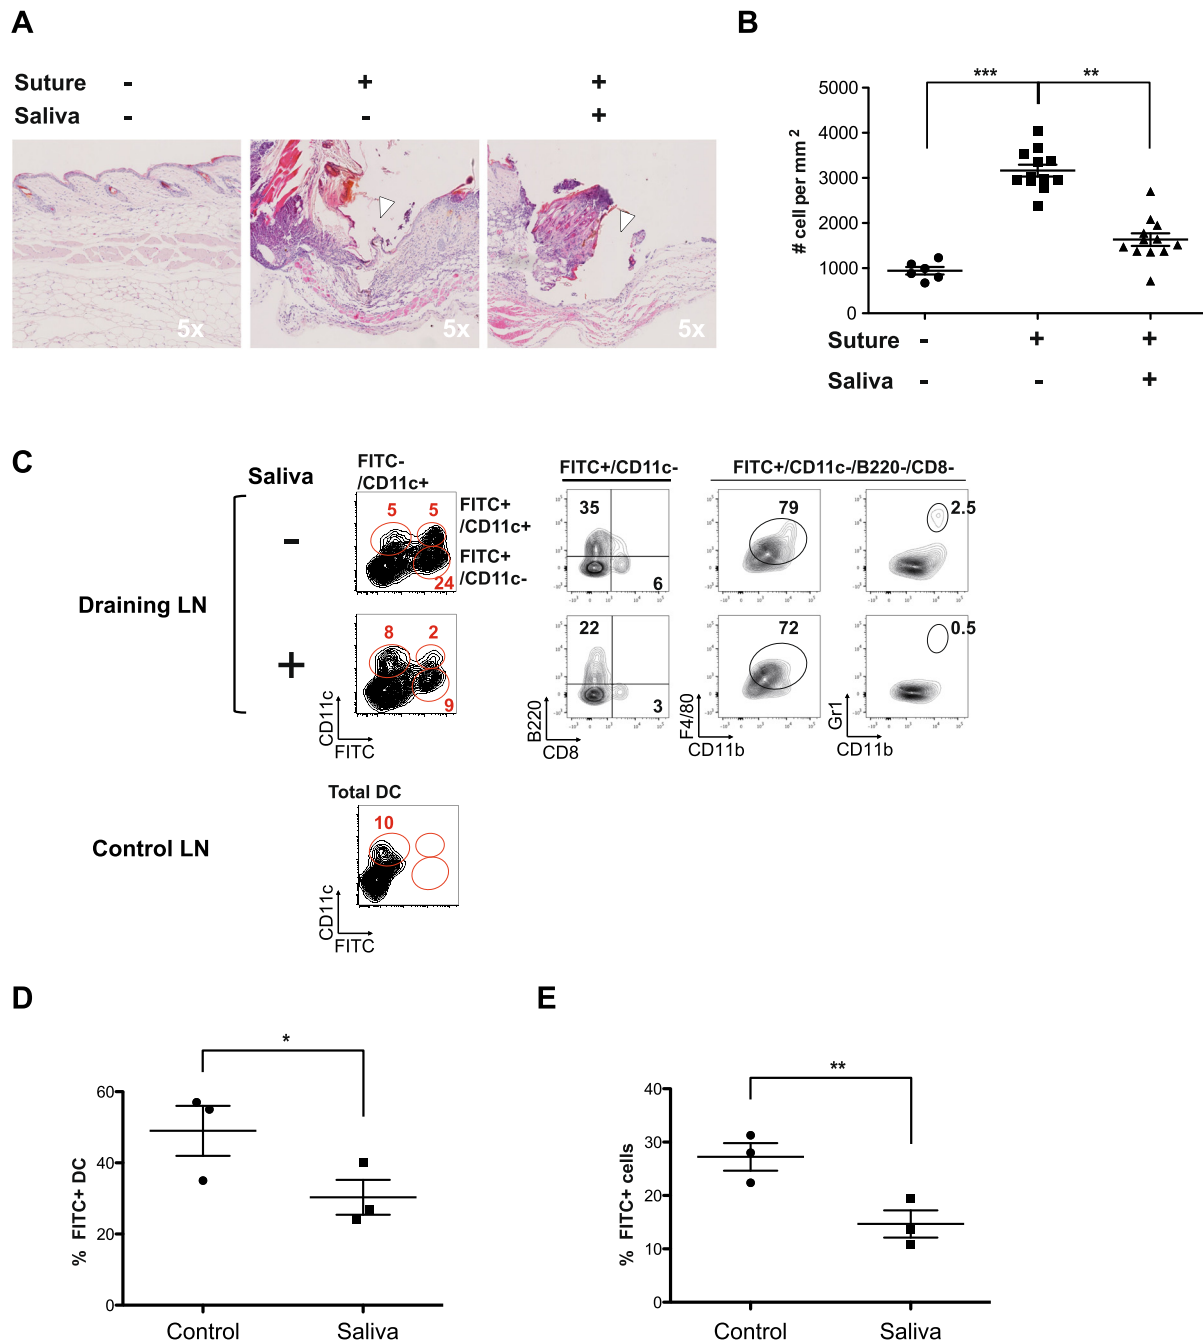 A
Suture - + +
Saliva - - +
5x 5x 5x
B
*** **
# cell per mm 2
5000
4000
3000
2000
1000
0
Suture - + +
Saliva - - +
C
Saliva
FITC-
/CD11c+
FITC+
/CD11c+
FITC+
/CD11c-
FITC+/CD11c-
FITC+/CD11c-/B220-/CD8-
Draining LN
-
5 5
24
35
6
79
2.5
+
8 2
9
22
3
72
0.5
CD11c
FITC
B220
CD8
F4/80
CD11b
Gr1
CD11b
Total DC
Control LN
10
CD11c
FITC
D
*
% FITC+ DC
60
40
20
0
Control Saliva
E
**
% FITC+ cells
40
30
20
10
0
Control Saliva